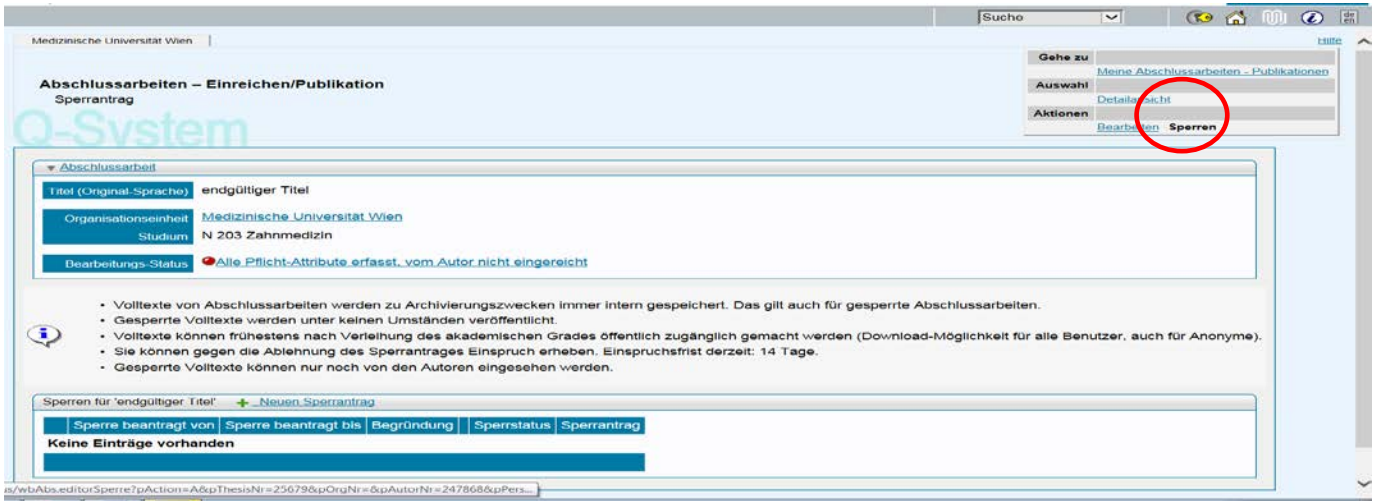 Suche
de
en
Medizinische Universität Wien
Hilfe
Gehe zu
Meine Abschlussarbeiten - Publikationen
Auswahl
Detailansicht
Aktionen
Bearbeiten Sperren
Abschlussarbeiten – Einreichen/Publikation
Sperrantrag
Q-System
Abschlussarbeit
Titel (Original-Sprache) endgültiger Titel
Organisationseinheit Medizinische Universität Wien
Studium N 203 Zahnmedizin
Bearbeitungs-Status Alle Pflicht-Attribute erfasst, vom Autor nicht eingereicht
• Volltexte von Abschlussarbeiten werden zu Archivierungszwecken immer intern gespeichert. Das gilt auch für gesperrte Abschlussarbeiten.
• Gesperrte Volltexte werden unter keinen Umständen veröffentlicht.
• Volltexte können frühestens nach Verleihung des akademischen Grades öffentlich zugänglich gemacht werden (Download-Möglichkeit für alle Benutzer, auch für Anonyme).
• Sie können gegen die Ablehnung des Sperrantrages Einspruch erheben. Einspruchsfrist derzeit: 14 Tage.
• Gesperrte Volltexte können nur noch von den Autoren eingesehen werden.
Sperren für 'endgültiger Titel' + Neuen Sperrantrag
Sperre beantragt von Sperre beantragt bis Begründung Sperrstatus Sperrantrag
Keine Einträge vorhanden
us/wbAbs.editorSperre?pAction=A&pThesisNr=25679&pOrgNr=&pAutorNr=247868&pPers...